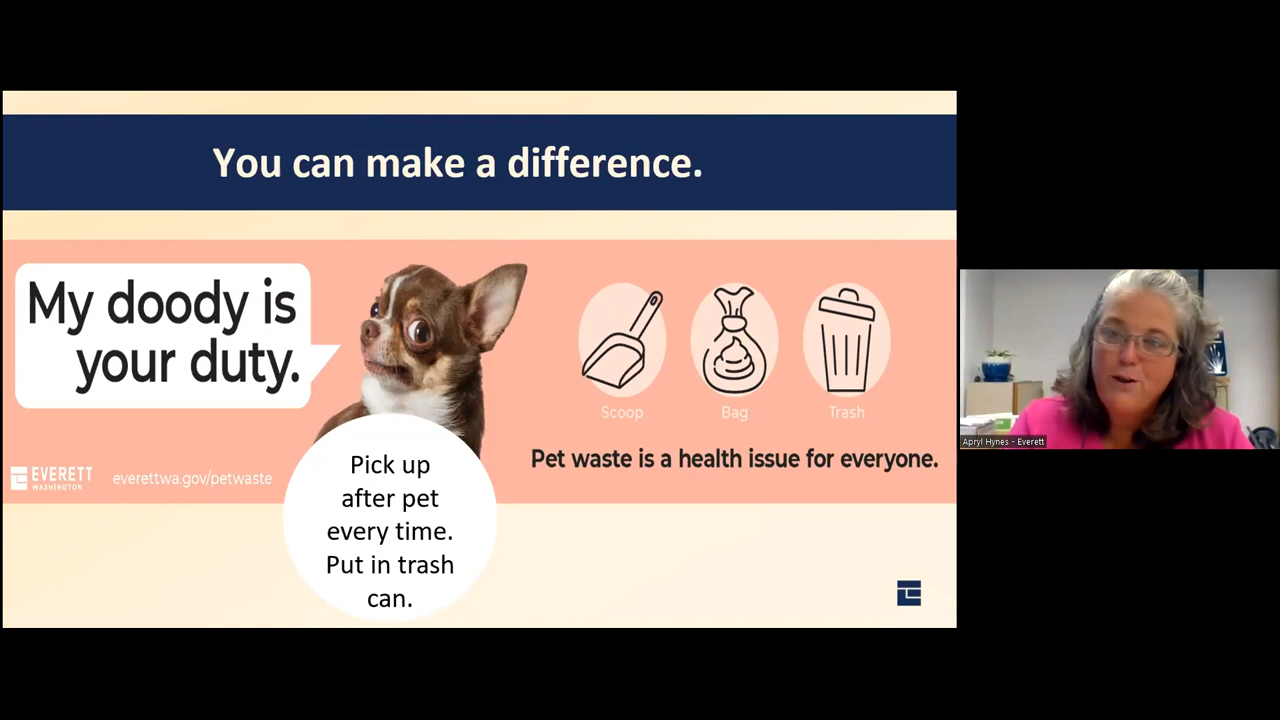 You can make a difference.
My doody is
your duty.
Scoop
Bag
Trash
Pet waste is a health issue for everyone.
EVERETT
WASHINGTON
everettwa.gov/petwaste
Pick up
after pet
every time.
Put in trash
can.
Apryl Hynes - Everett